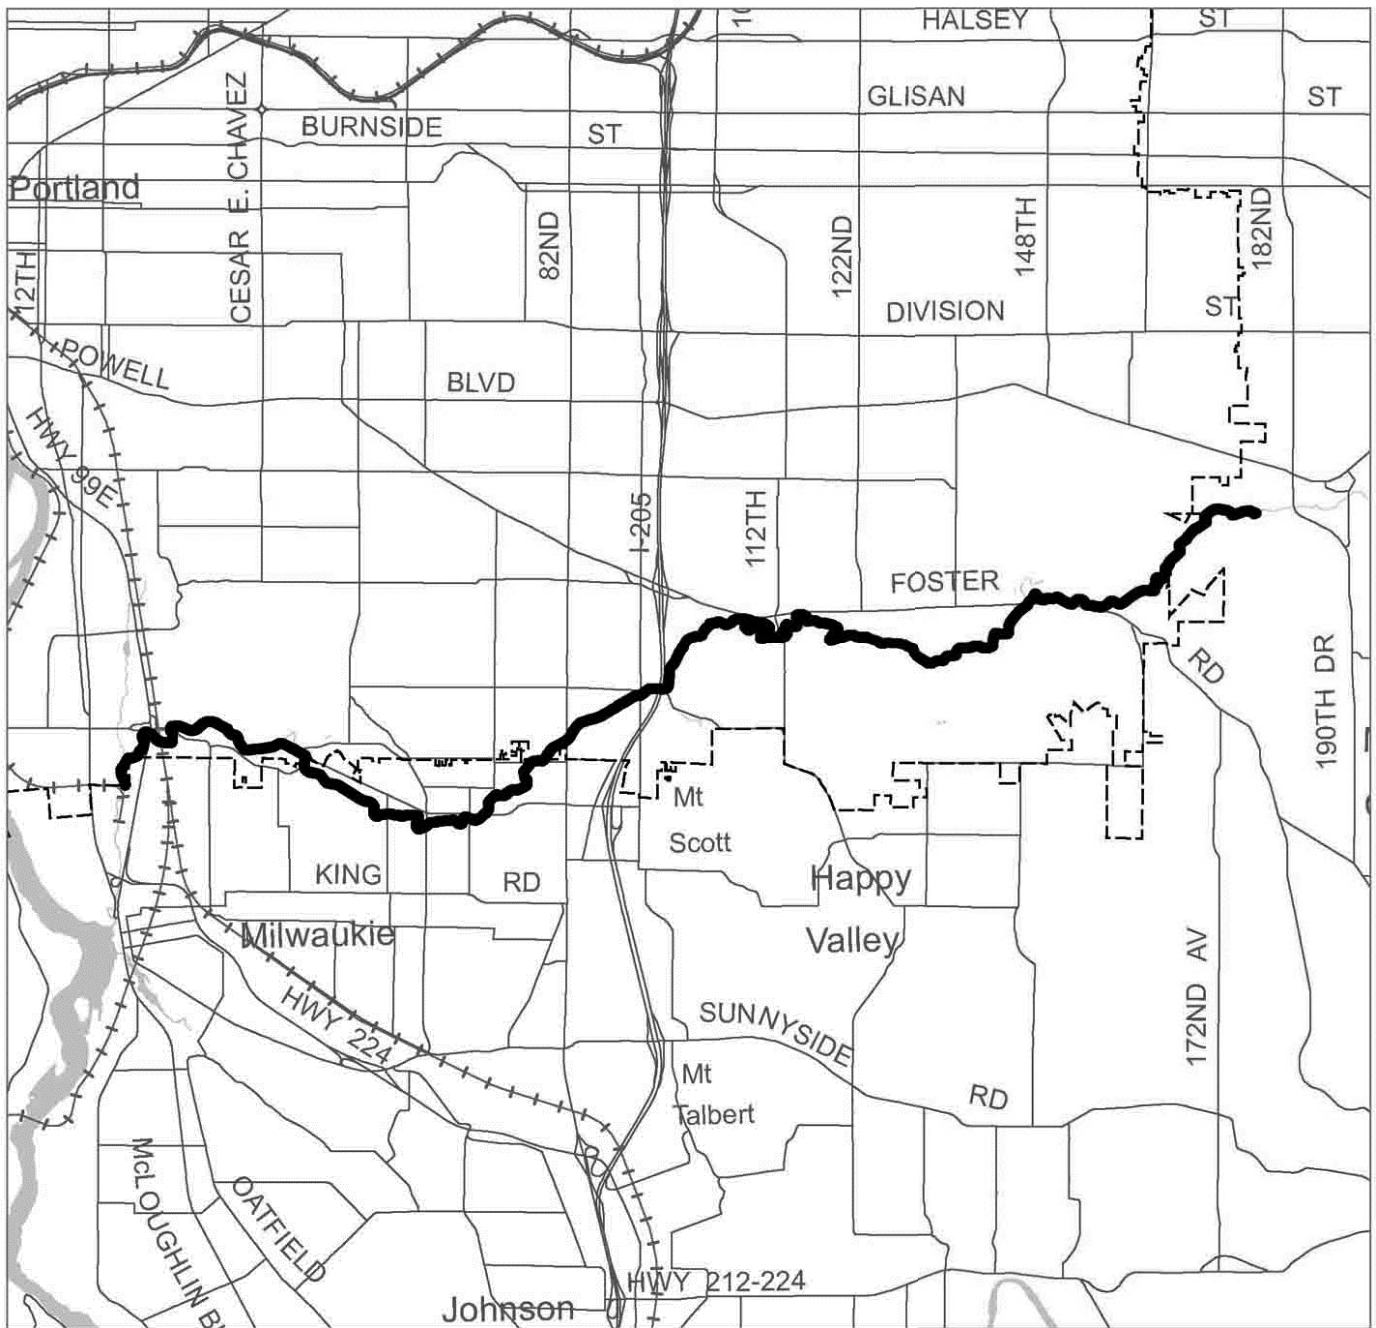 HALSEY ST
10
GLISAN ST
CESAR E. CHAVEZ
BURNSIDE ST
Portland
12TH
82ND
122ND
148TH
182ND
DIVISION ST
POWELL BLVD
HWY 99E
I-205
112TH
FOSTER RD
190TH DR
Mt
Scott
KING RD
Happy
Valley
Milwaukie
HWY 224
172ND AV
SUNNYSIDE RD
Mt
Talbert
McLOUGHLIN B
OATFIELD
HWY 212-224
Johnson